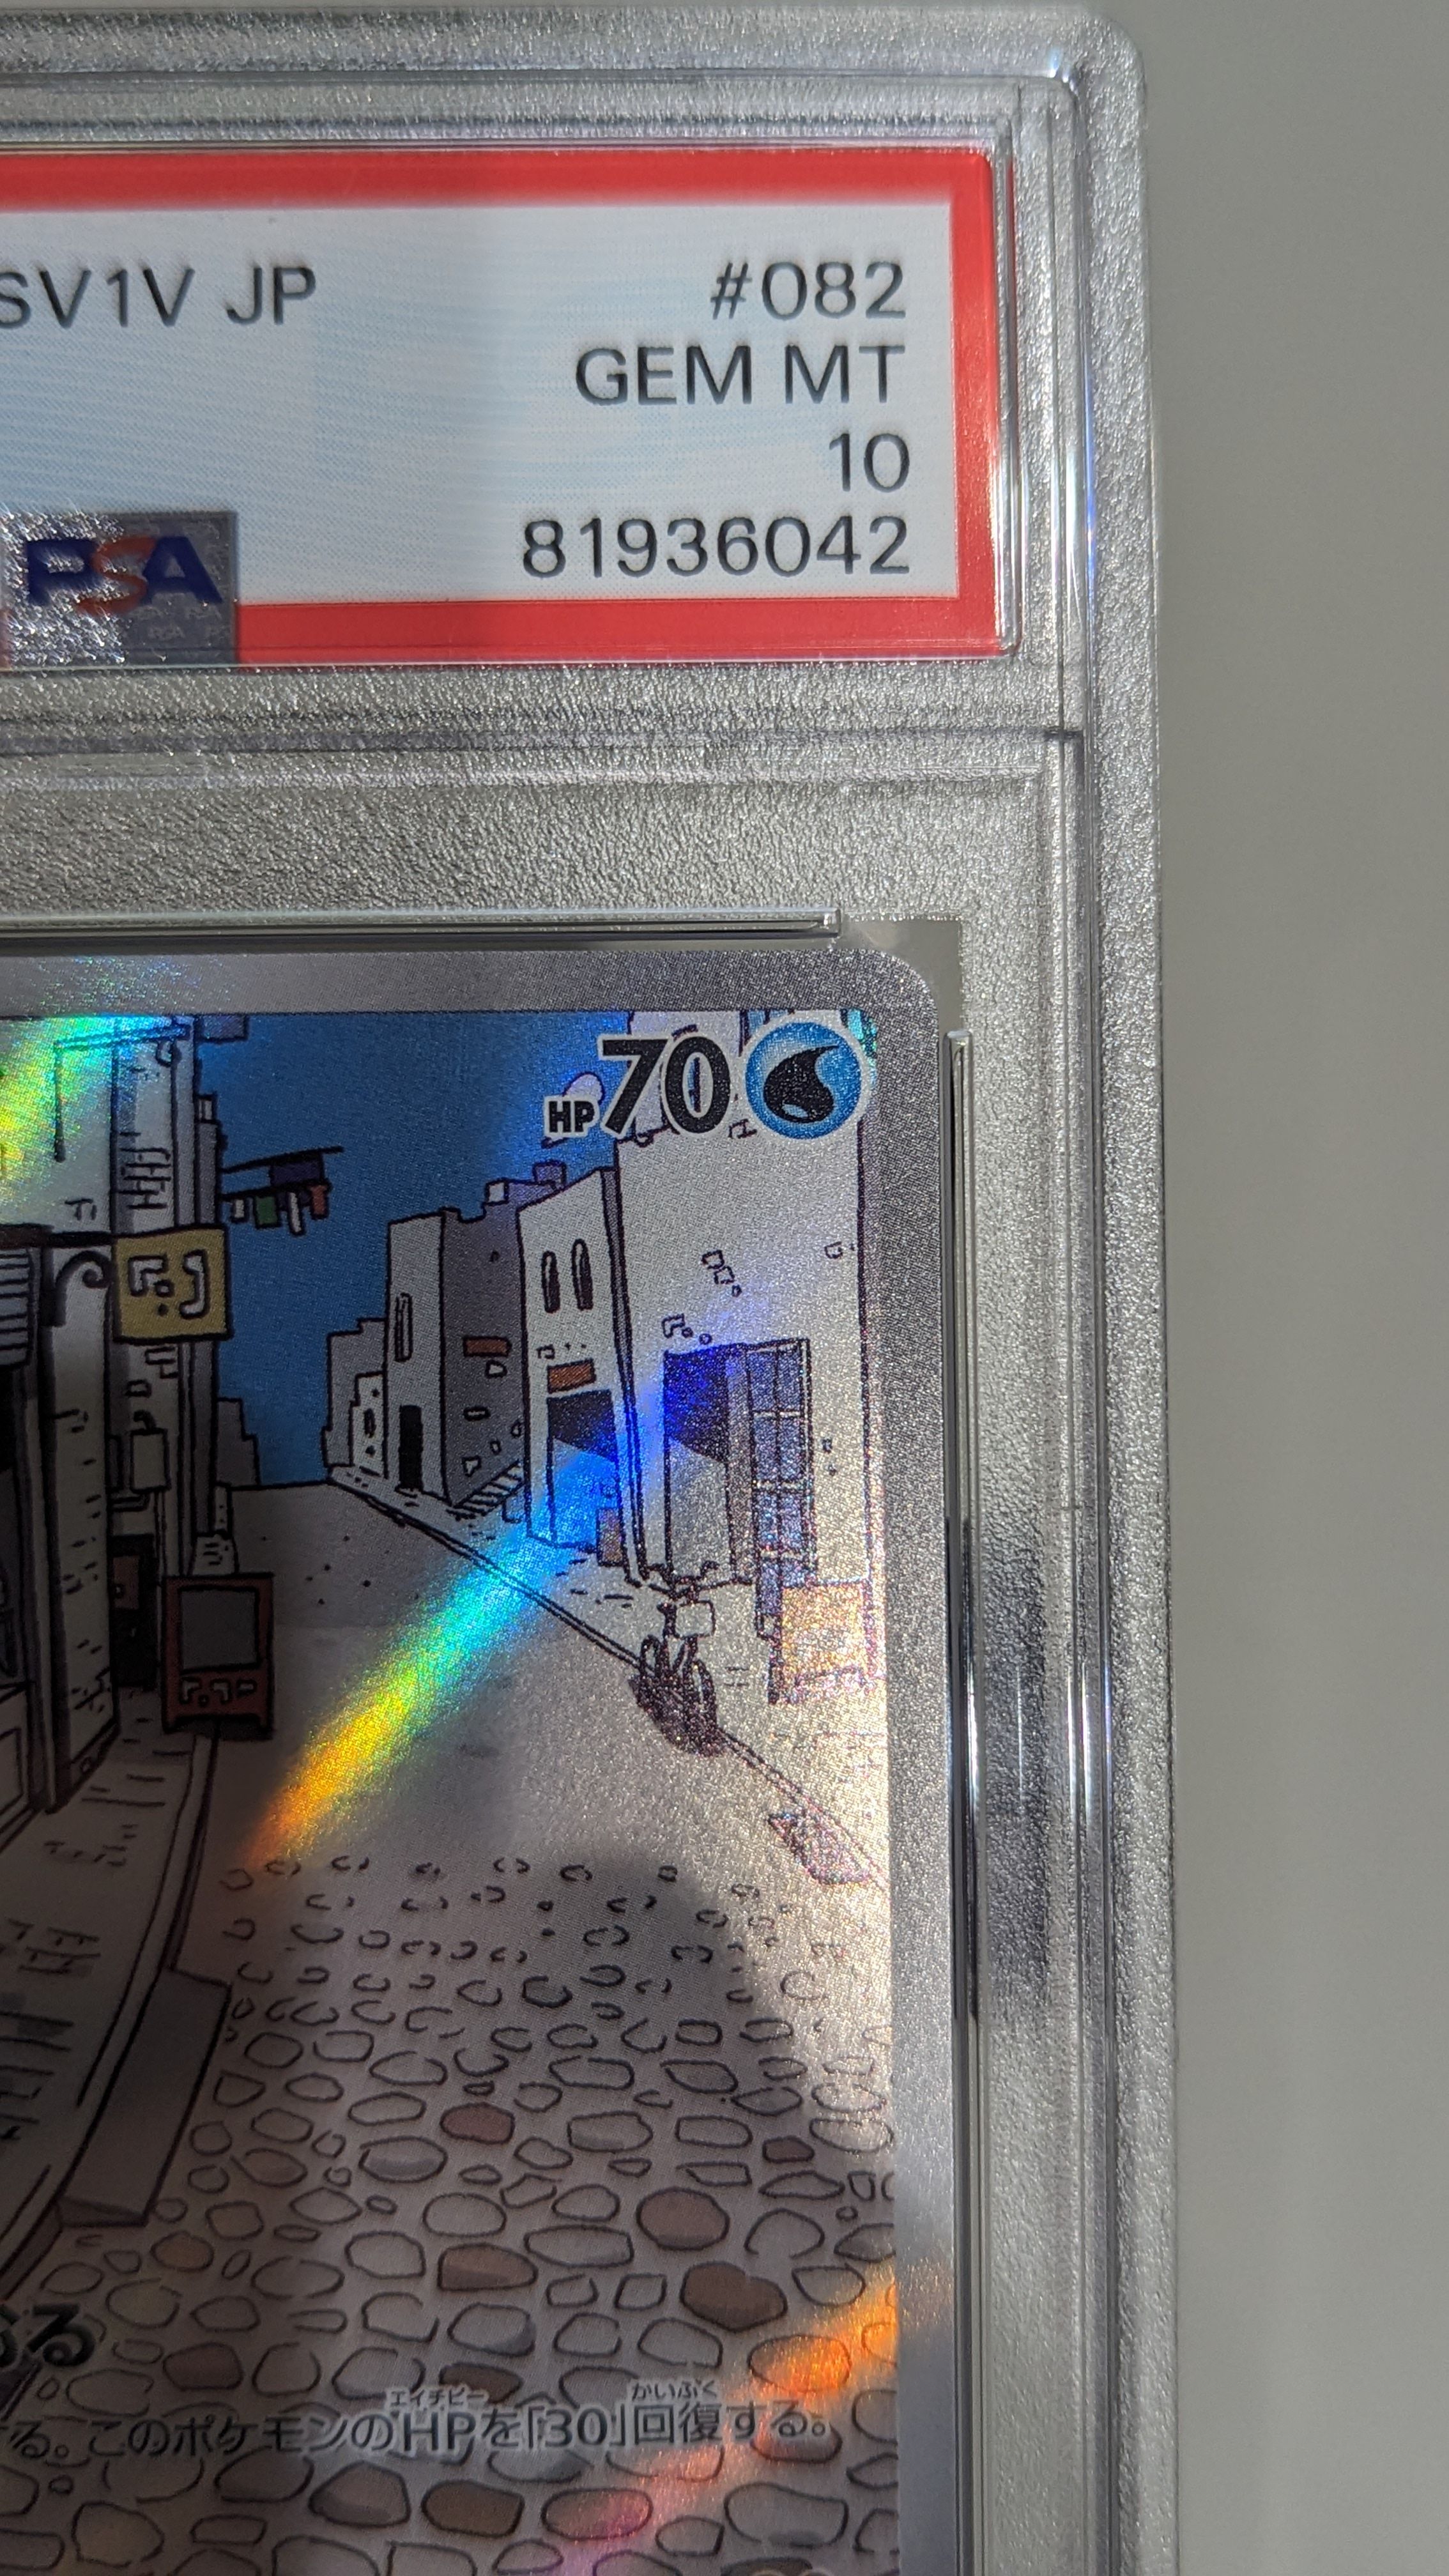 SV1V JP #082
GEM MT
10
PSA 81936042
HP70
る
エイチピー かいふく
る。このポケモンのHPを「30」回復する。